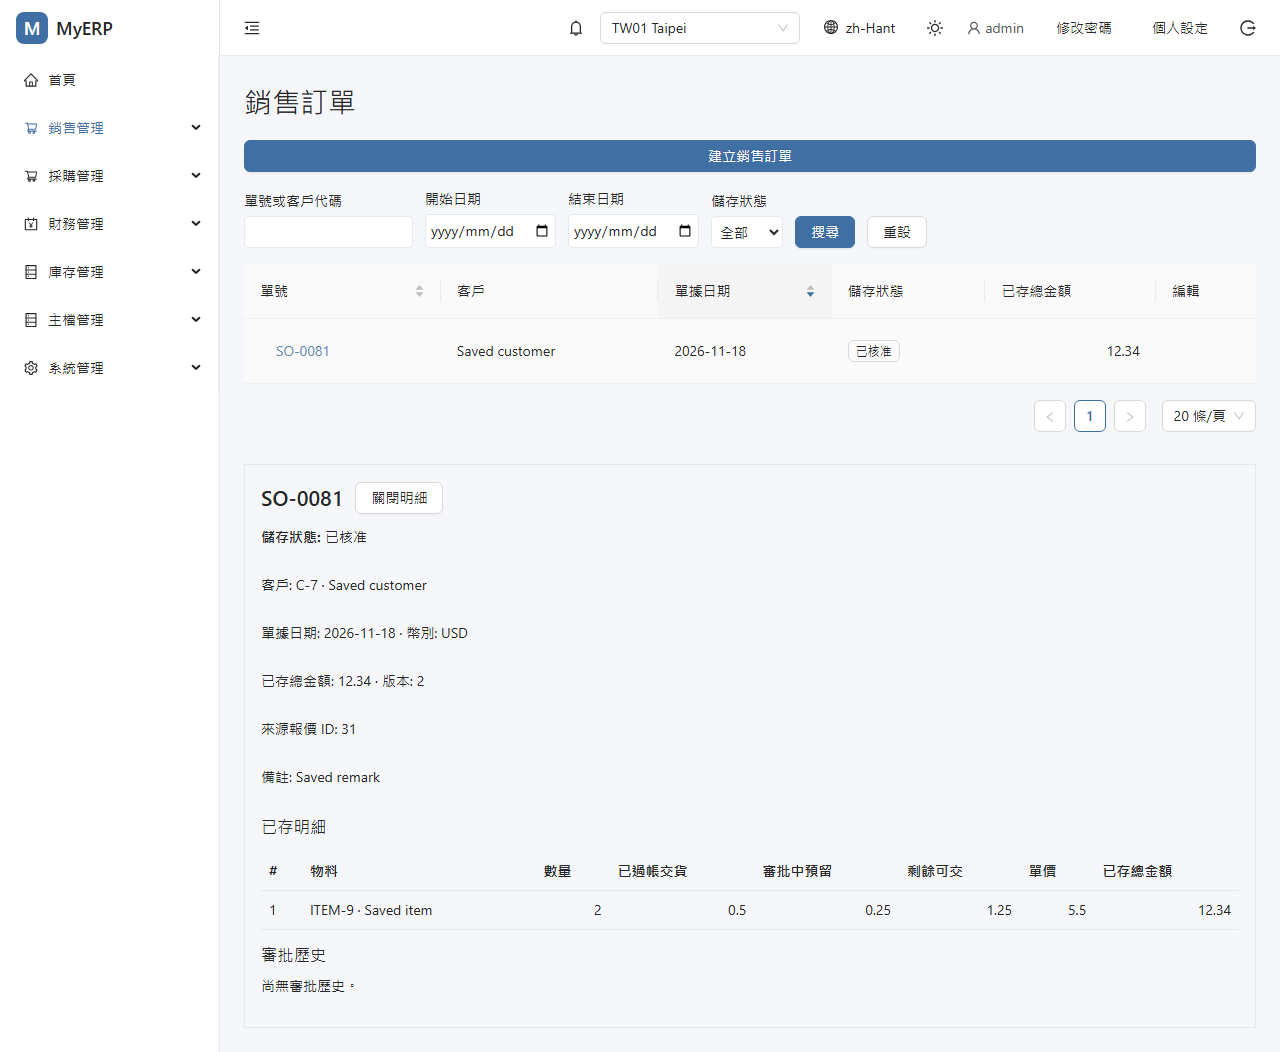 M MyERP
TW01 Taipei
zh-Hant
admin
修改密碼
個人設定
首頁
銷售管理
採購管理
財務管理
庫存管理
主檔管理
系統管理
銷售訂單
建立銷售訂單
單號或客戶代碼
開始日期
yyyy/mm/dd
結束日期
yyyy/mm/dd
儲存狀態
全部
搜尋
重設
單號 客戶 單據日期 儲存狀態 已存總金額 編輯
SO-0081 Saved customer 2026-11-18 已核准 12.34
< 1 > 20 條/頁
SO-0081 關閉明細
儲存狀態: 已核准
客戶: C-7 · Saved customer
單據日期: 2026-11-18 · 幣別: USD
已存總金額: 12.34 · 版本: 2
來源報價 ID: 31
備註: Saved remark
已存明細
# 物料 數量 已過帳交貨 審批中預留 剩餘可交 單價 已存總金額
1 ITEM-9 · Saved item 2 0.5 0.25 1.25 5.5 12.34
審批歷史
尚無審批歷史。